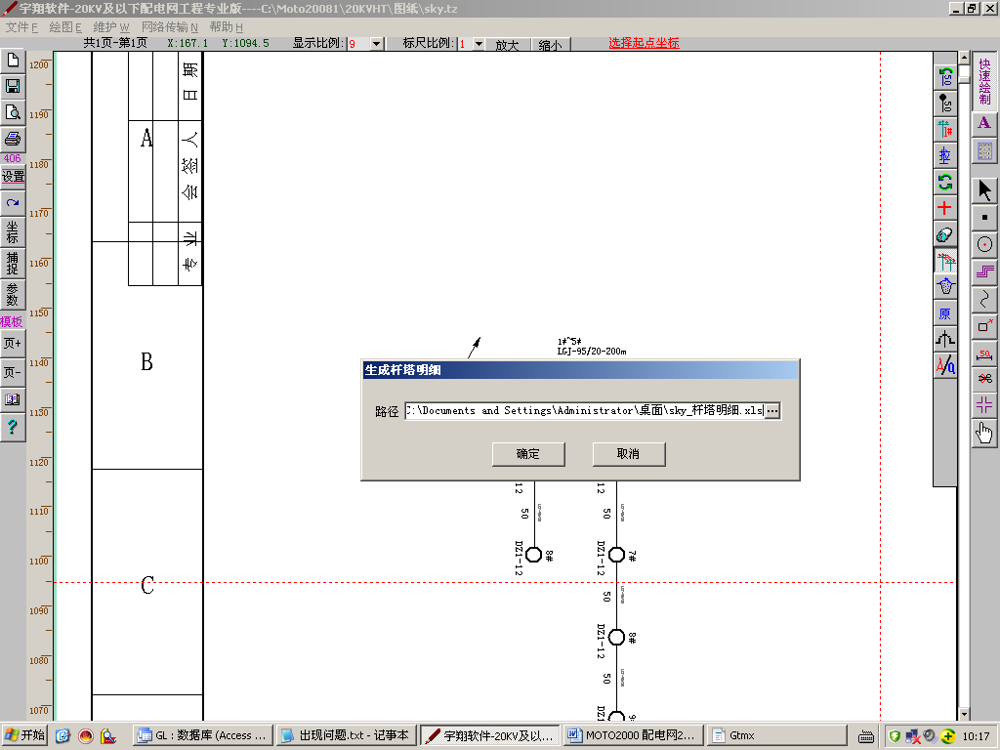 宇翔软件-20KV及以下配电网工程专业版----C:\Moto20081\20KVHT\图纸\sky.tz
文件F 绘图E 维护W 网络传输N 帮助H
共1页-第1页 X:167.1 Y:1094.5 显示比例: 9 标尺比例: 1 放大 缩小 选择起点坐标
406
设置
坐标
捕捉
参数
模板
页+
页-
?
1200
1190
1180
1170
1160
1150
1140
1130
1120
1110
1100
1090
1080
1070
日期
会签人
专业
A
B
C
1#~5#
LGJ-95/20-200m
生成杆塔明细
路径 C:\Documents and Settings\Administrator\桌面\sky_杆塔明细.xls ...
确定 取消
12 50 DZ1-12 8#
12 50 DZ1-12 7#
50 DZ1-12 8#
50 DZ1 9
50
50
1#
拉
原
A/Q
快速绘制
A
50
开始 GL : 数据库 (Access ... 出现问题.txt - 记事本 宇翔软件-20KV及以... MOTO2000 配电网2... Gtmx 10:17